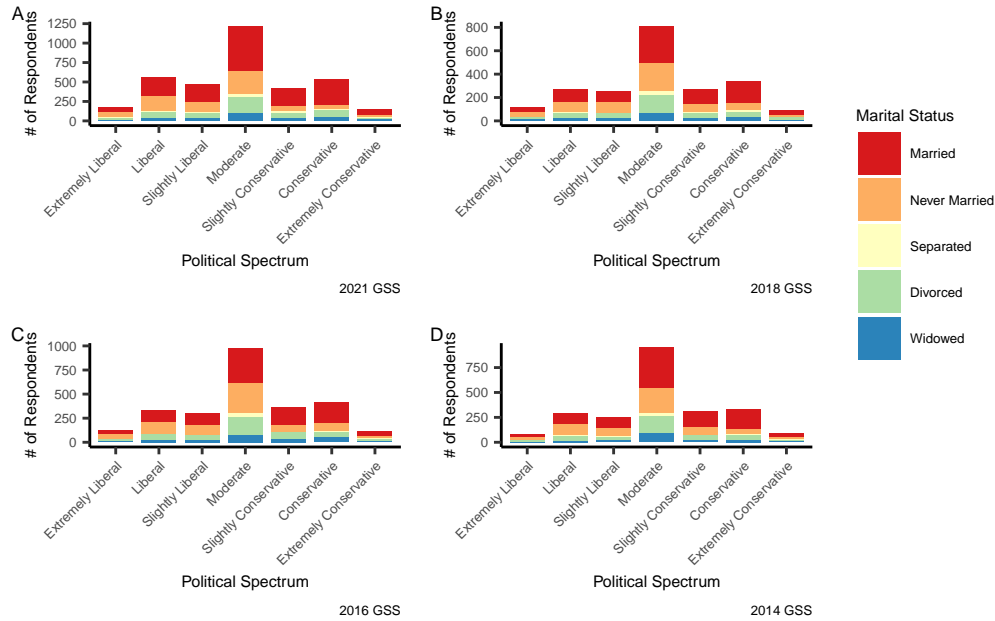 A
# of Respondents
1250
1000
750
500
250
0
Extremely Liberal
Liberal
Slightly Liberal
Moderate
Slightly Conservative
Conservative
Extremely Conservative
Political Spectrum
2021 GSS
B
# of Respondents
800
600
400
200
0
Extremely Liberal
Liberal
Slightly Liberal
Moderate
Slightly Conservative
Conservative
Extremely Conservative
Political Spectrum
2018 GSS
Marital Status
Married
Never Married
Separated
Divorced
Widowed
C
# of Respondents
1000
750
500
250
0
Extremely Liberal
Liberal
Slightly Liberal
Moderate
Slightly Conservative
Conservative
Extremely Conservative
Political Spectrum
2016 GSS
D
# of Respondents
750
500
250
0
Extremely Liberal
Liberal
Slightly Liberal
Moderate
Slightly Conservative
Conservative
Extremely Conservative
Political Spectrum
2014 GSS